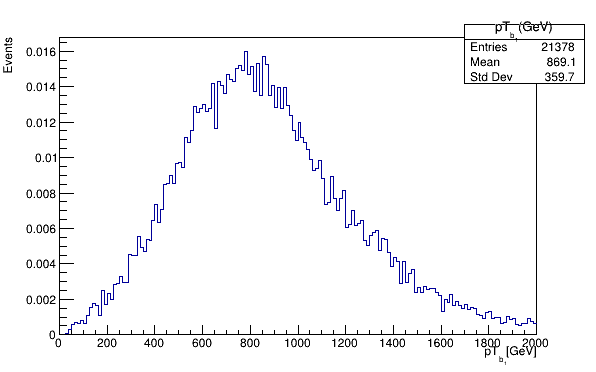 pT_b_1 (GeV)
Entries 21378
Mean 869.1
Std Dev 359.7
Events
0.016
0.014
0.012
0.01
0.008
0.006
0.004
0.002
0
0 200 400 600 800 1000 1200 1400 1600 1800 2000
pT_b_1 [GeV]